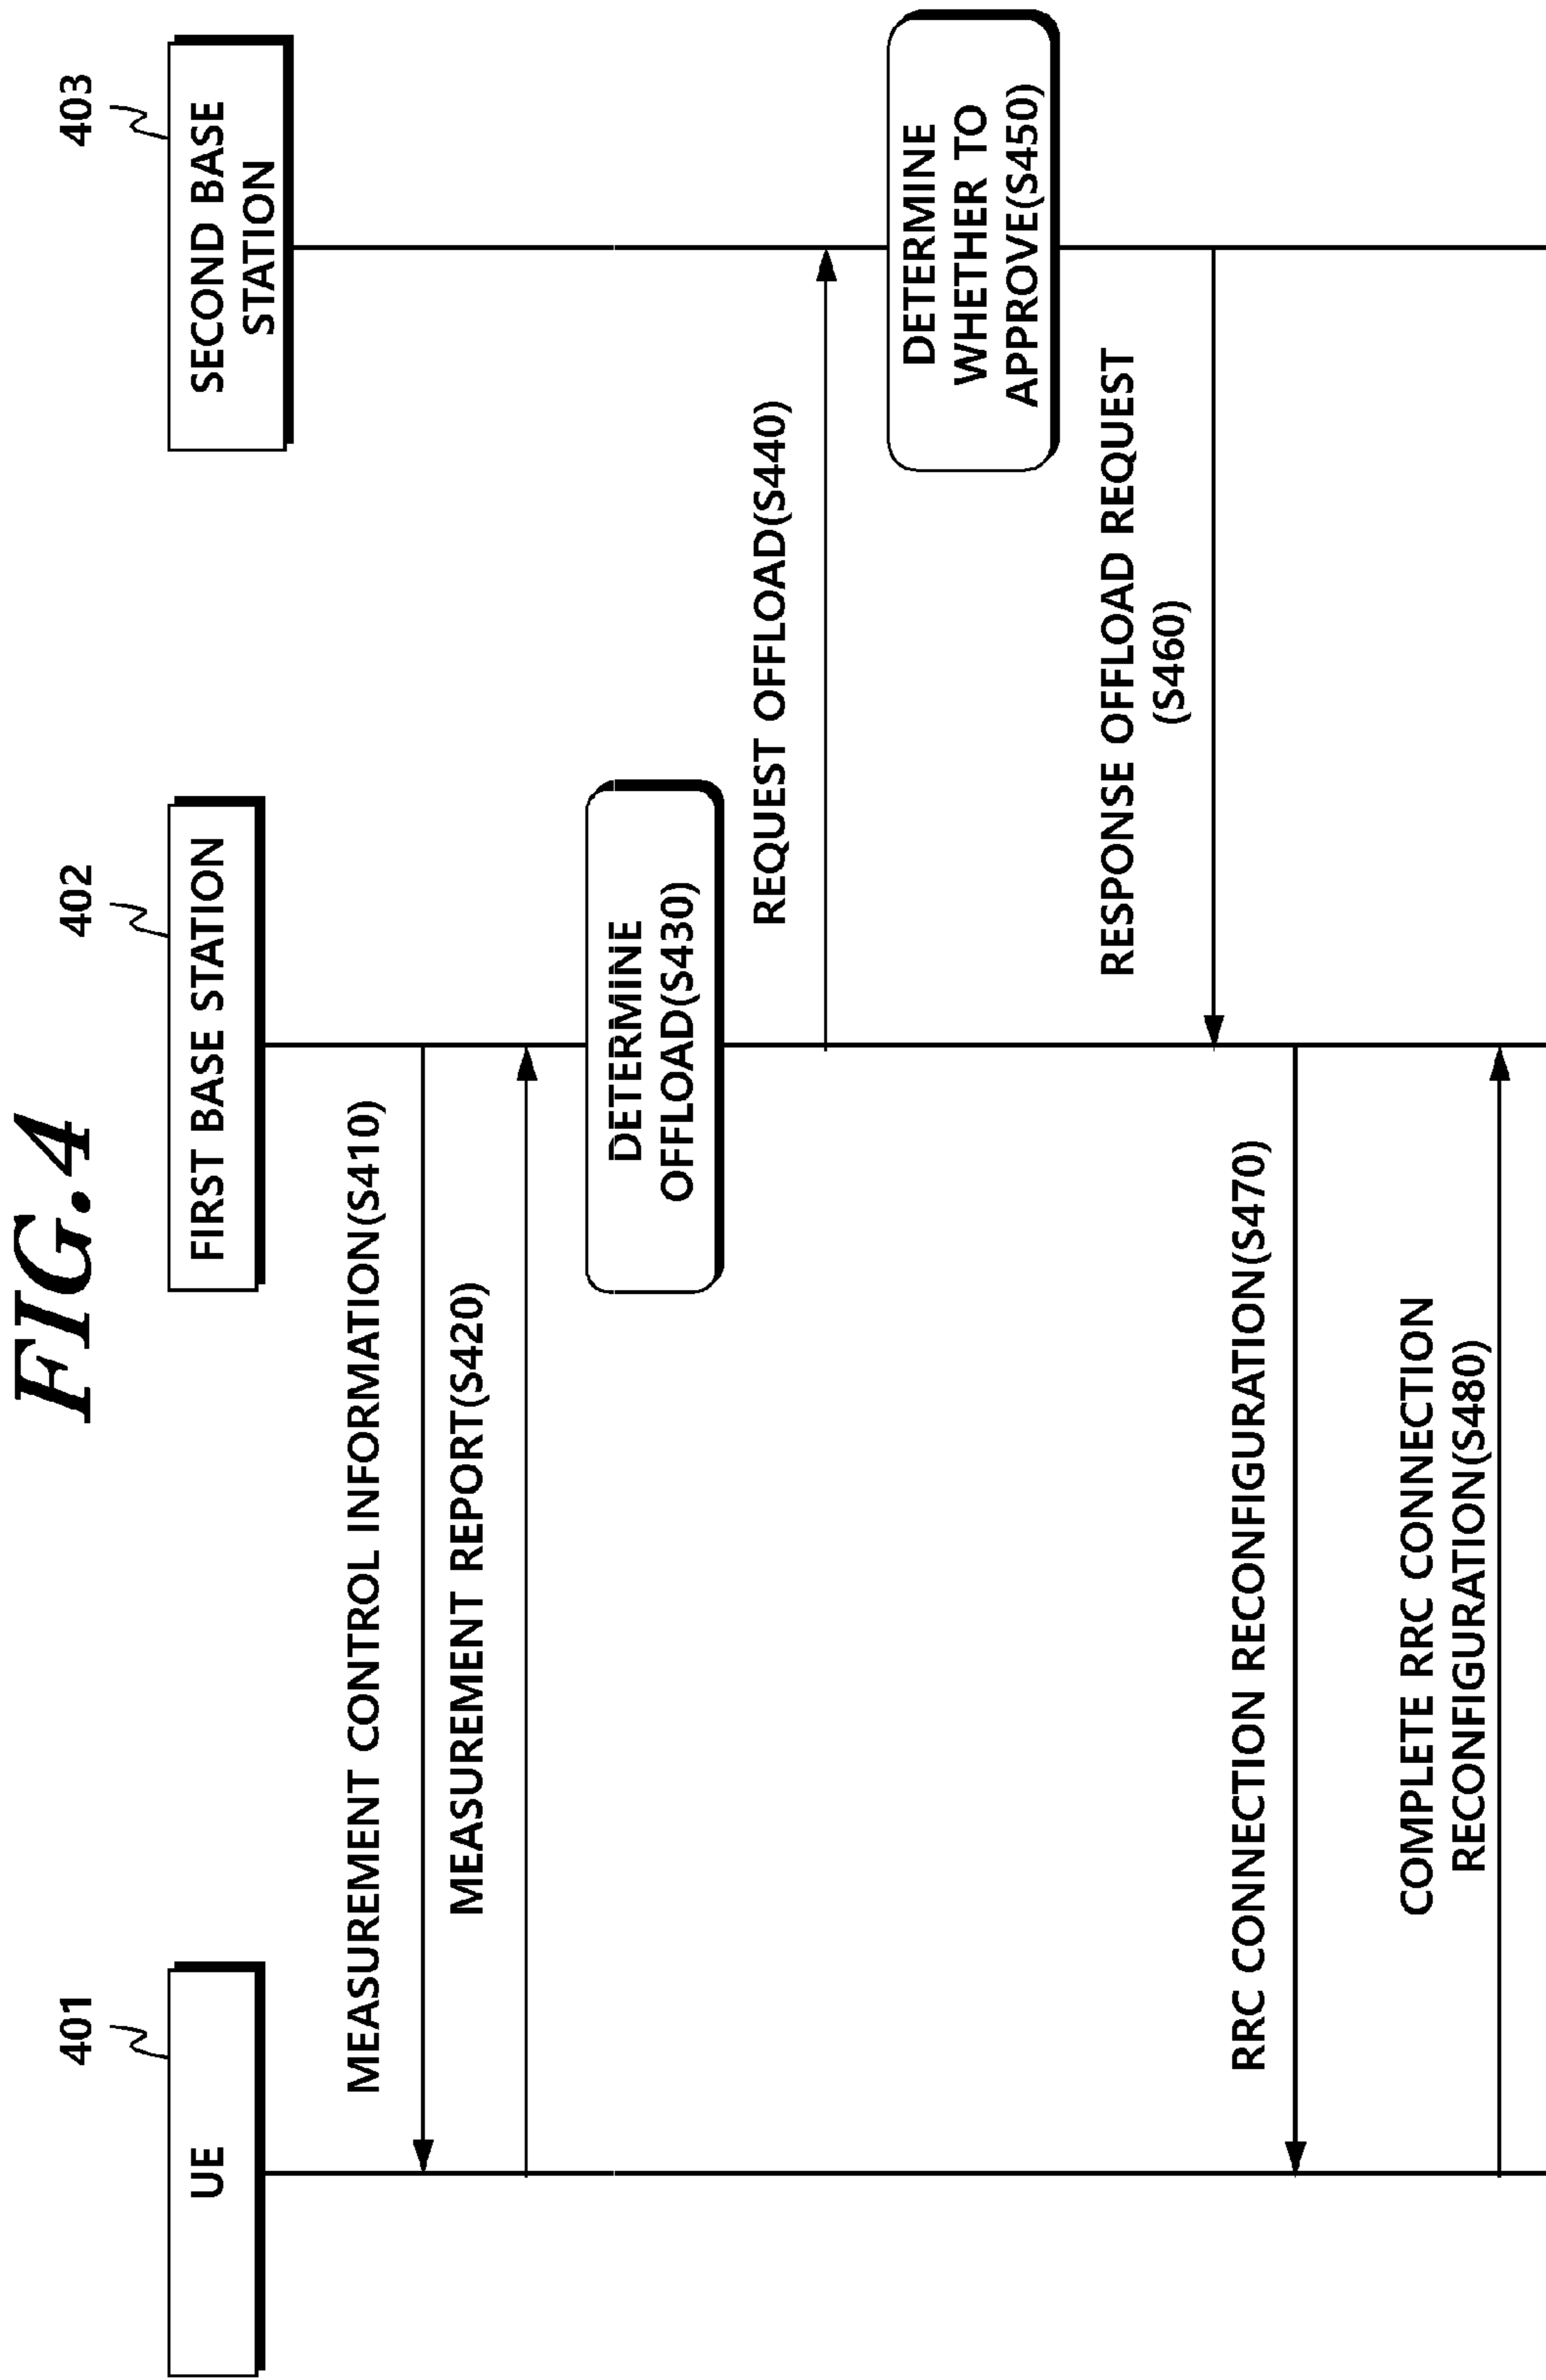 FIG.4
401
402
403
UE
FIRST BASE STATION
SECOND BASE
STATION
MEASUREMENT CONTROL INFORMATION(S410)
MEASUREMENT REPORT(S420)
DETERMINE
OFFLOAD(S430)
REQUEST OFFLOAD(S440)
DETERMINE
WHETHER TO
APPROVE(S450)
RESPONSE OFFLOAD REQUEST
(S460)
RRC CONNECTION RECONFIGURATION(S470)
COMPLETE RRC CONNECTION
RECONFIGURATION(S480)